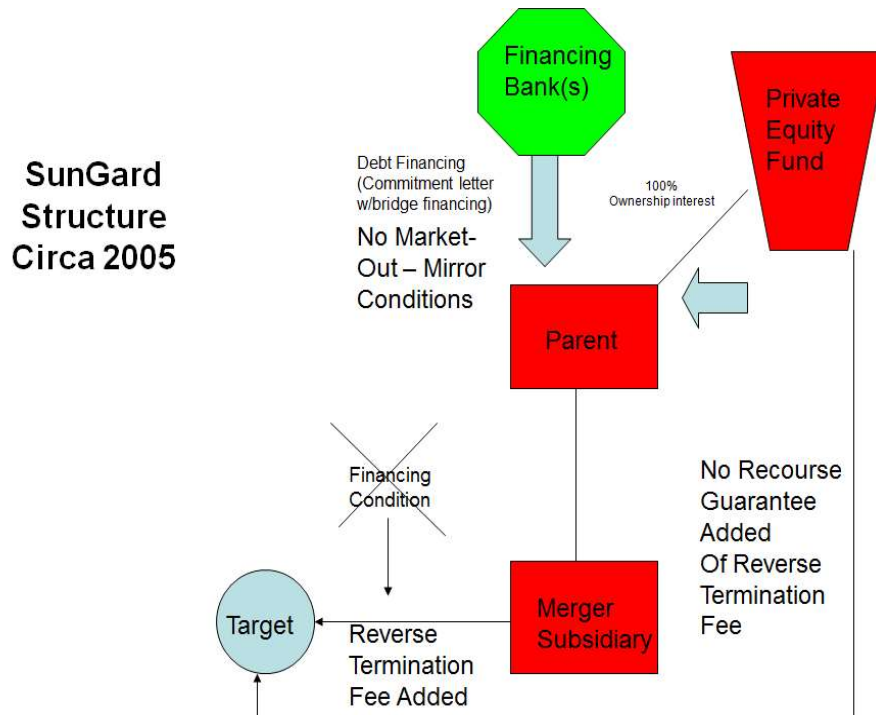 SunGard
Structure
Circa 2005
Financing
Bank(s)
Private
Equity
Fund
Debt Financing
(Commitment letter
w/bridge financing)
No Market-
Out – Mirror
Conditions
100%
Ownership interest
Parent
Financing
Condition
No Recourse
Guarantee
Added
Of Reverse
Termination
Fee
Target
Reverse
Termination
Fee Added
Merger
Subsidiary